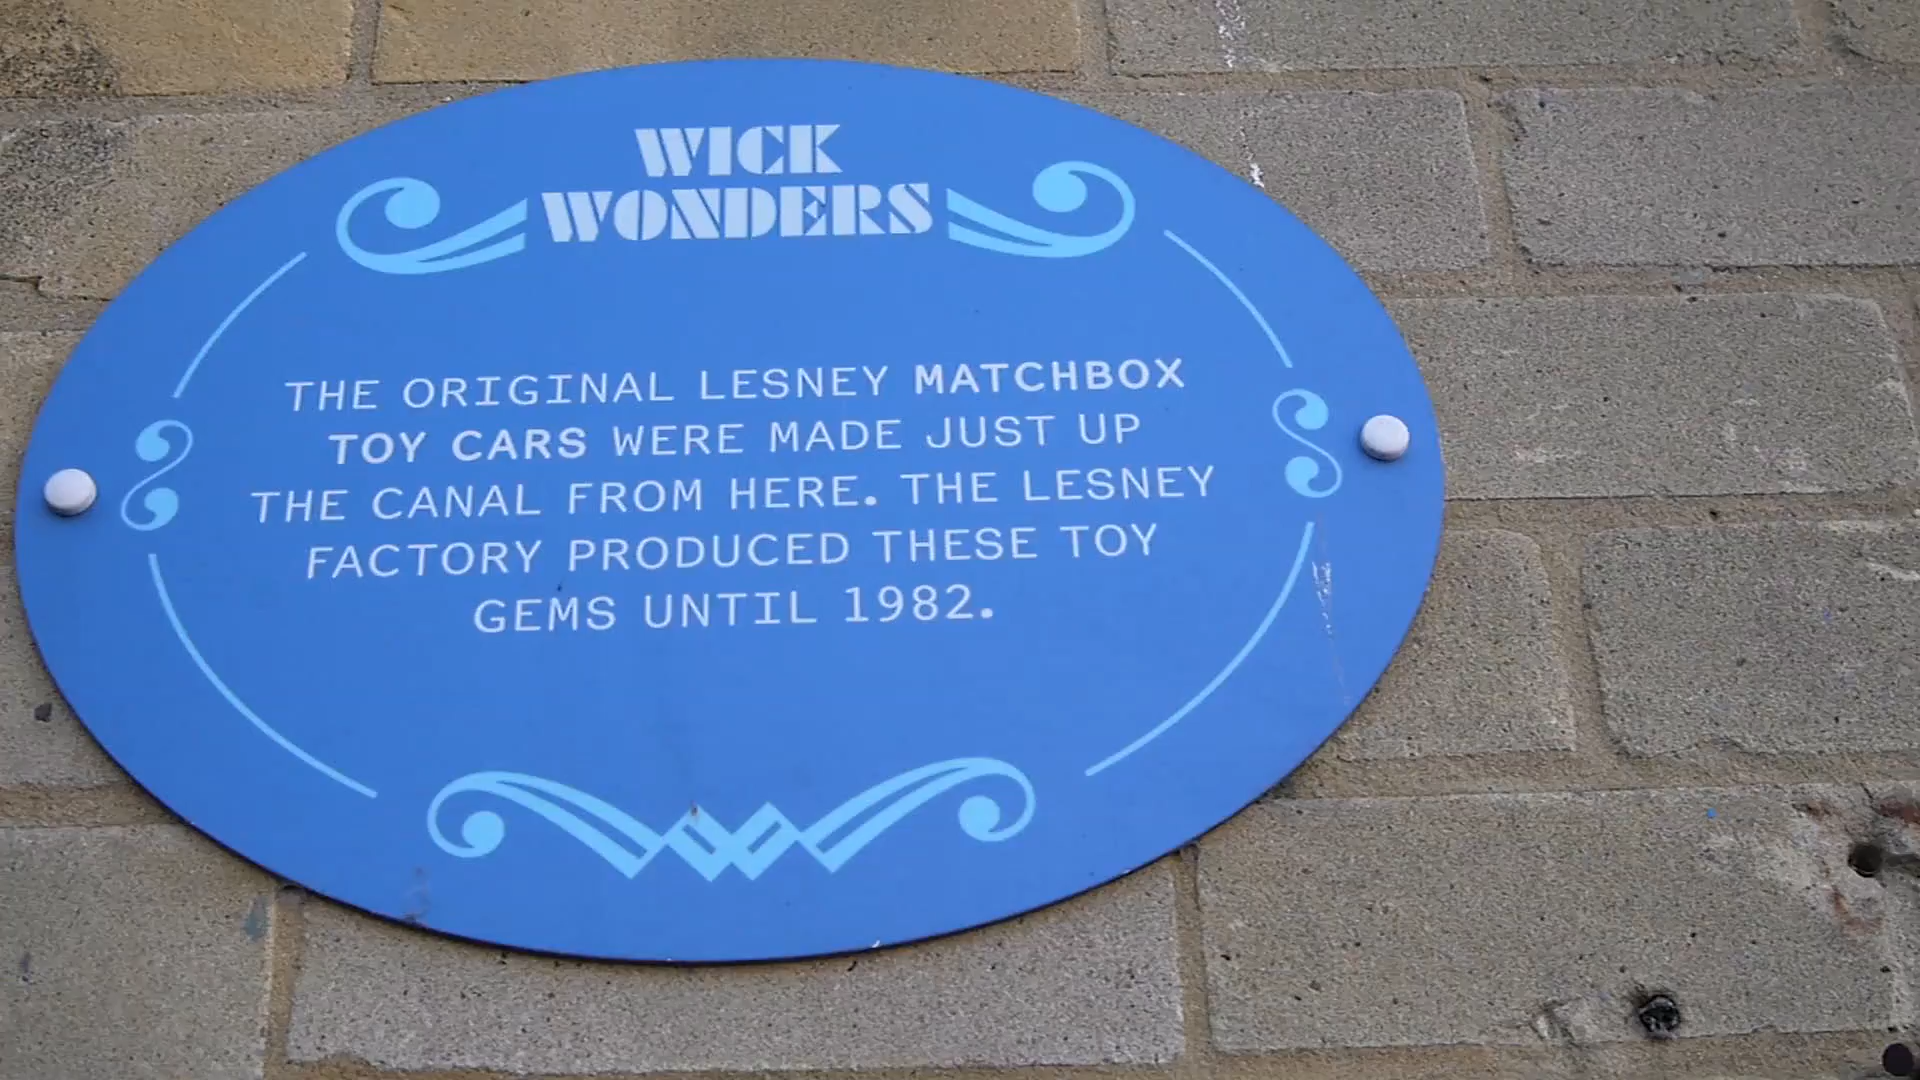 WICK
WONDERS
THE ORIGINAL LESNEY MATCHBOX
TOY CARS WERE MADE JUST UP
THE CANAL FROM HERE. THE LESNEY
FACTORY PRODUCED THESE TOY
GEMS UNTIL 1982.